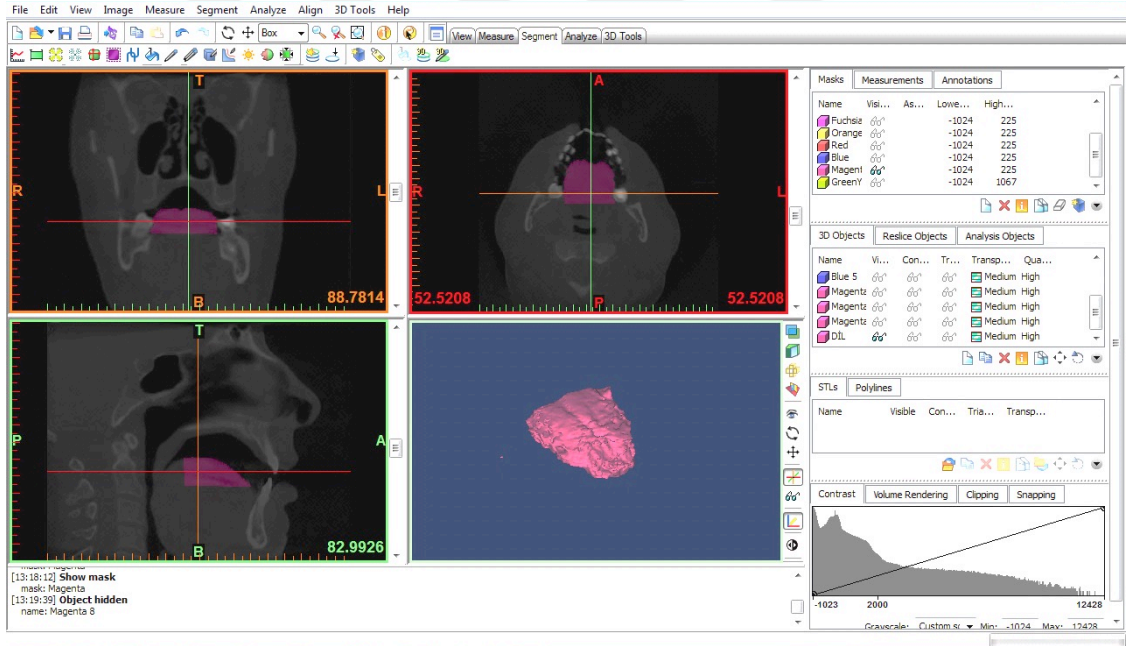 File Edit View Image Measure Segment Analyze Align 3D Tools Help
Box View Measure Segment Analyze 3D Tools
T
R
L
B
88.7814
A
R
L
P
52.5208
52.5208
T
P
A
B
82.9926
mask: Magenta
[13:18:12] Show mask
mask: Magenta
[13:19:39] Object hidden
name: Magenta 8
Masks Measurements Annotations
Name Visi... As... Lowe... High...
Fuchsia -1024 225
Orange -1024 225
Red -1024 225
Blue -1024 225
Magent -1024 225
GreenY -1024 1067
3D Objects Reslice Objects Analysis Objects
Name Vi... Con... Tr... Transp... Qua...
Blue 5 Medium High
Magenta Medium High
Magenta Medium High
Magenta Medium High
DİL Medium High
STLs Polylines
Name Visible Con... Tria... Transp...
Contrast Volume Rendering Clipping Snapping
-1023 2000 12428
Grayscale: Custom sc Min: -1024 Max: 12428